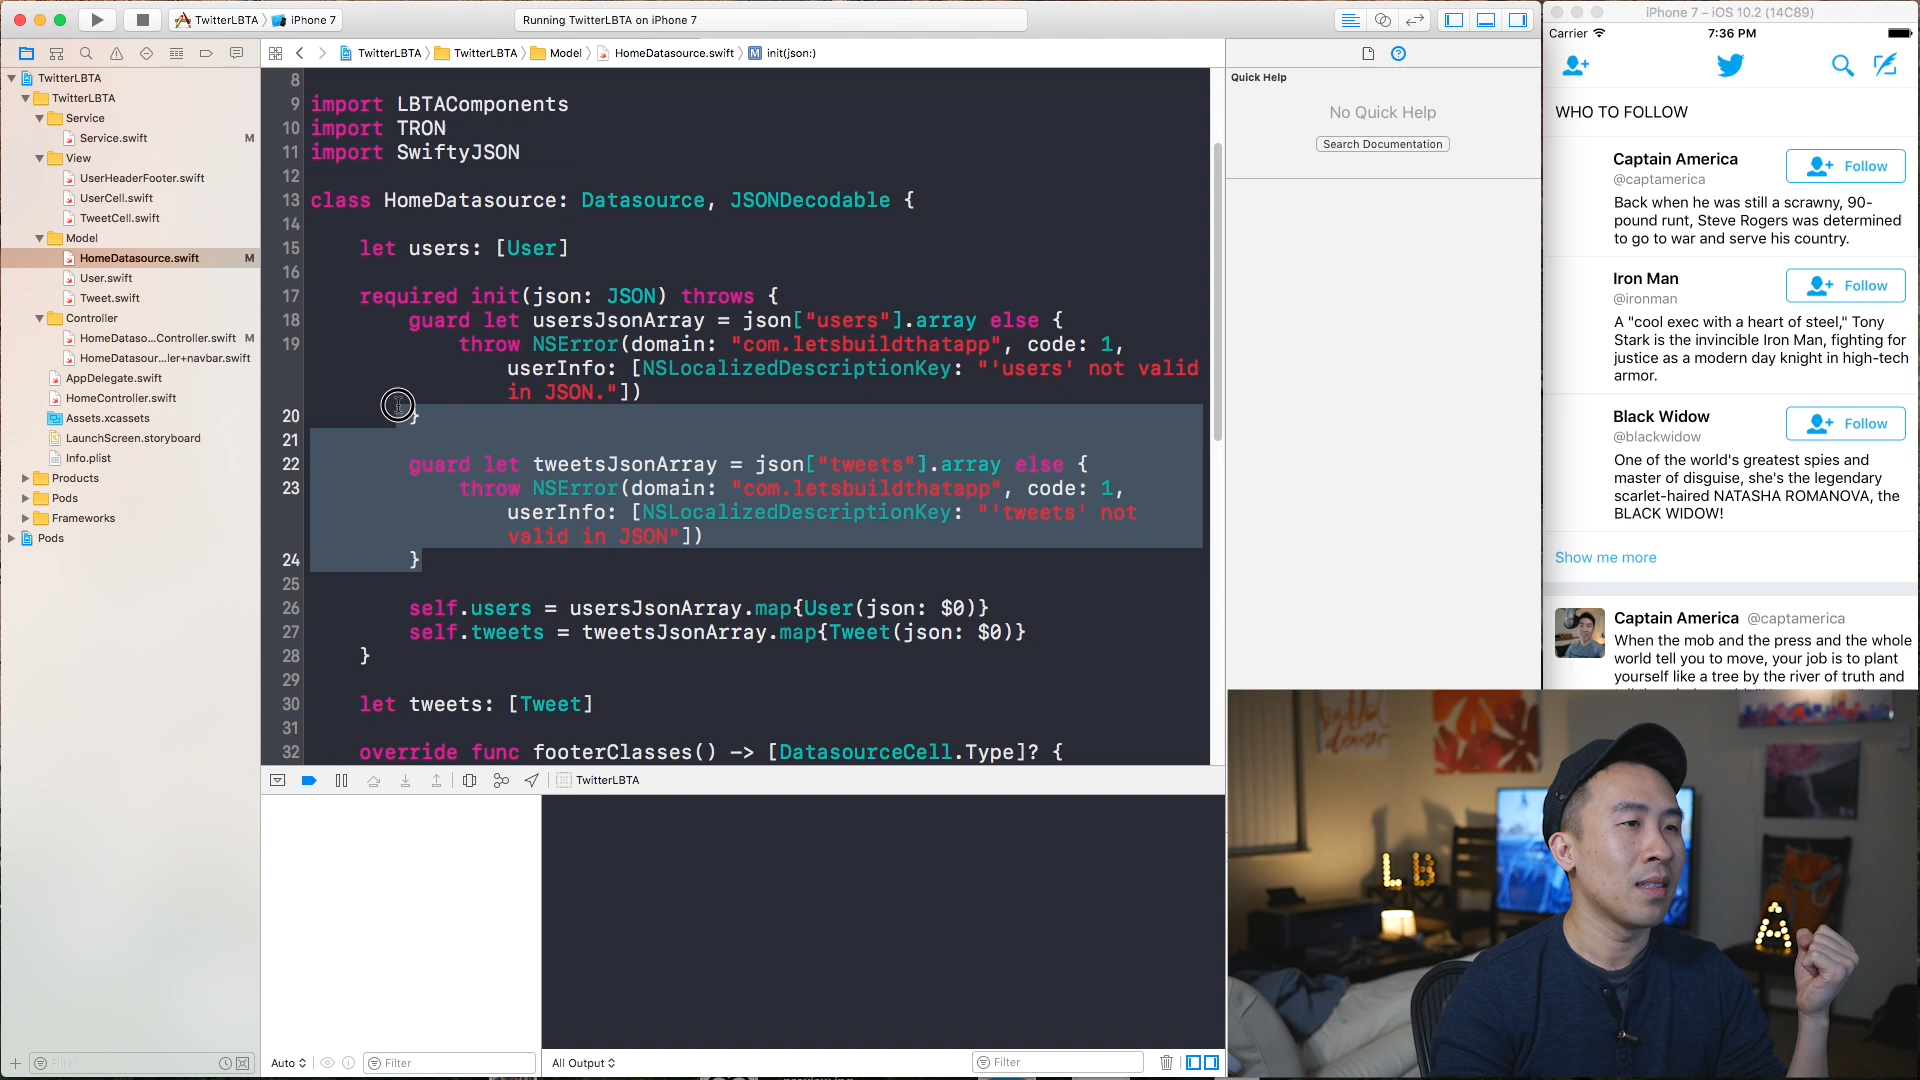 TwitterLBTA
iPhone 7
Running TwitterLBTA on iPhone 7
TwitterLBTA
TwitterLBTA
Model
HomeDatasource.swift
M
init(json:)
TwitterLBTA
TwitterLBTA
Service
Service.swift
M
View
UserHeaderFooter.swift
UserCell.swift
TweetCell.swift
Model
HomeDatasource.swift
M
User.swift
Tweet.swift
Controller
HomeDataso...Controller.swift
M
HomeDatasour...ler+navbar.swift
AppDelegate.swift
HomeController.swift
Assets.xcassets
LaunchScreen.storyboard
Info.plist
Products
Pods
Frameworks
Pods
Filter
8
9 import LBTAComponents
10 import TRON
11 import SwiftyJSON
12
13 class HomeDatasource: Datasource, JSONDecodable {
14
15 let users: [User]
16
17 required init(json: JSON) throws {
18 guard let usersJsonArray = json["users"].array else {
19 throw NSError(domain: "com.letsbuildthatapp", code: 1,
userInfo: [NSLocalizedDescriptionKey: "'users' not valid
in JSON."])
20 }
21
22 guard let tweetsJsonArray = json["tweets"].array else {
23 throw NSError(domain: "com.letsbuildthatapp", code: 1,
userInfo: [NSLocalizedDescriptionKey: "'tweets' not
valid in JSON"])
24 }
25
26 self.users = usersJsonArray.map{User(json: $0)}
27 self.tweets = tweetsJsonArray.map{Tweet(json: $0)}
28 }
29
30 let tweets: [Tweet]
31
32 override func footerClasses() -> [DatasourceCell.Type]? {
TwitterLBTA
Auto
Filter
All Output
Filter
Quick Help
No Quick Help
Search Documentation
iPhone 7 – iOS 10.2 (14C89)
Carrier
7:36 PM
WHO TO FOLLOW
Captain America
@captamerica
Follow
Back when he was still a scrawny, 90-
pound runt, Steve Rogers was determined
to go to war and serve his country.
Iron Man
@ironman
Follow
A "cool exec with a heart of steel," Tony
Stark is the invincible Iron Man, fighting for
justice as a modern day knight in high-tech
armor.
Black Widow
@blackwidow
Follow
One of the world's greatest spies and
master of disguise, she's the legendary
scarlet-haired NATASHA ROMANOVA, the
BLACK WIDOW!
Show me more
Captain America @captamerica
When the mob and the press and the whole
world tell you to move, your job is to plant
yourself like a tree by the river of truth and
L B
A